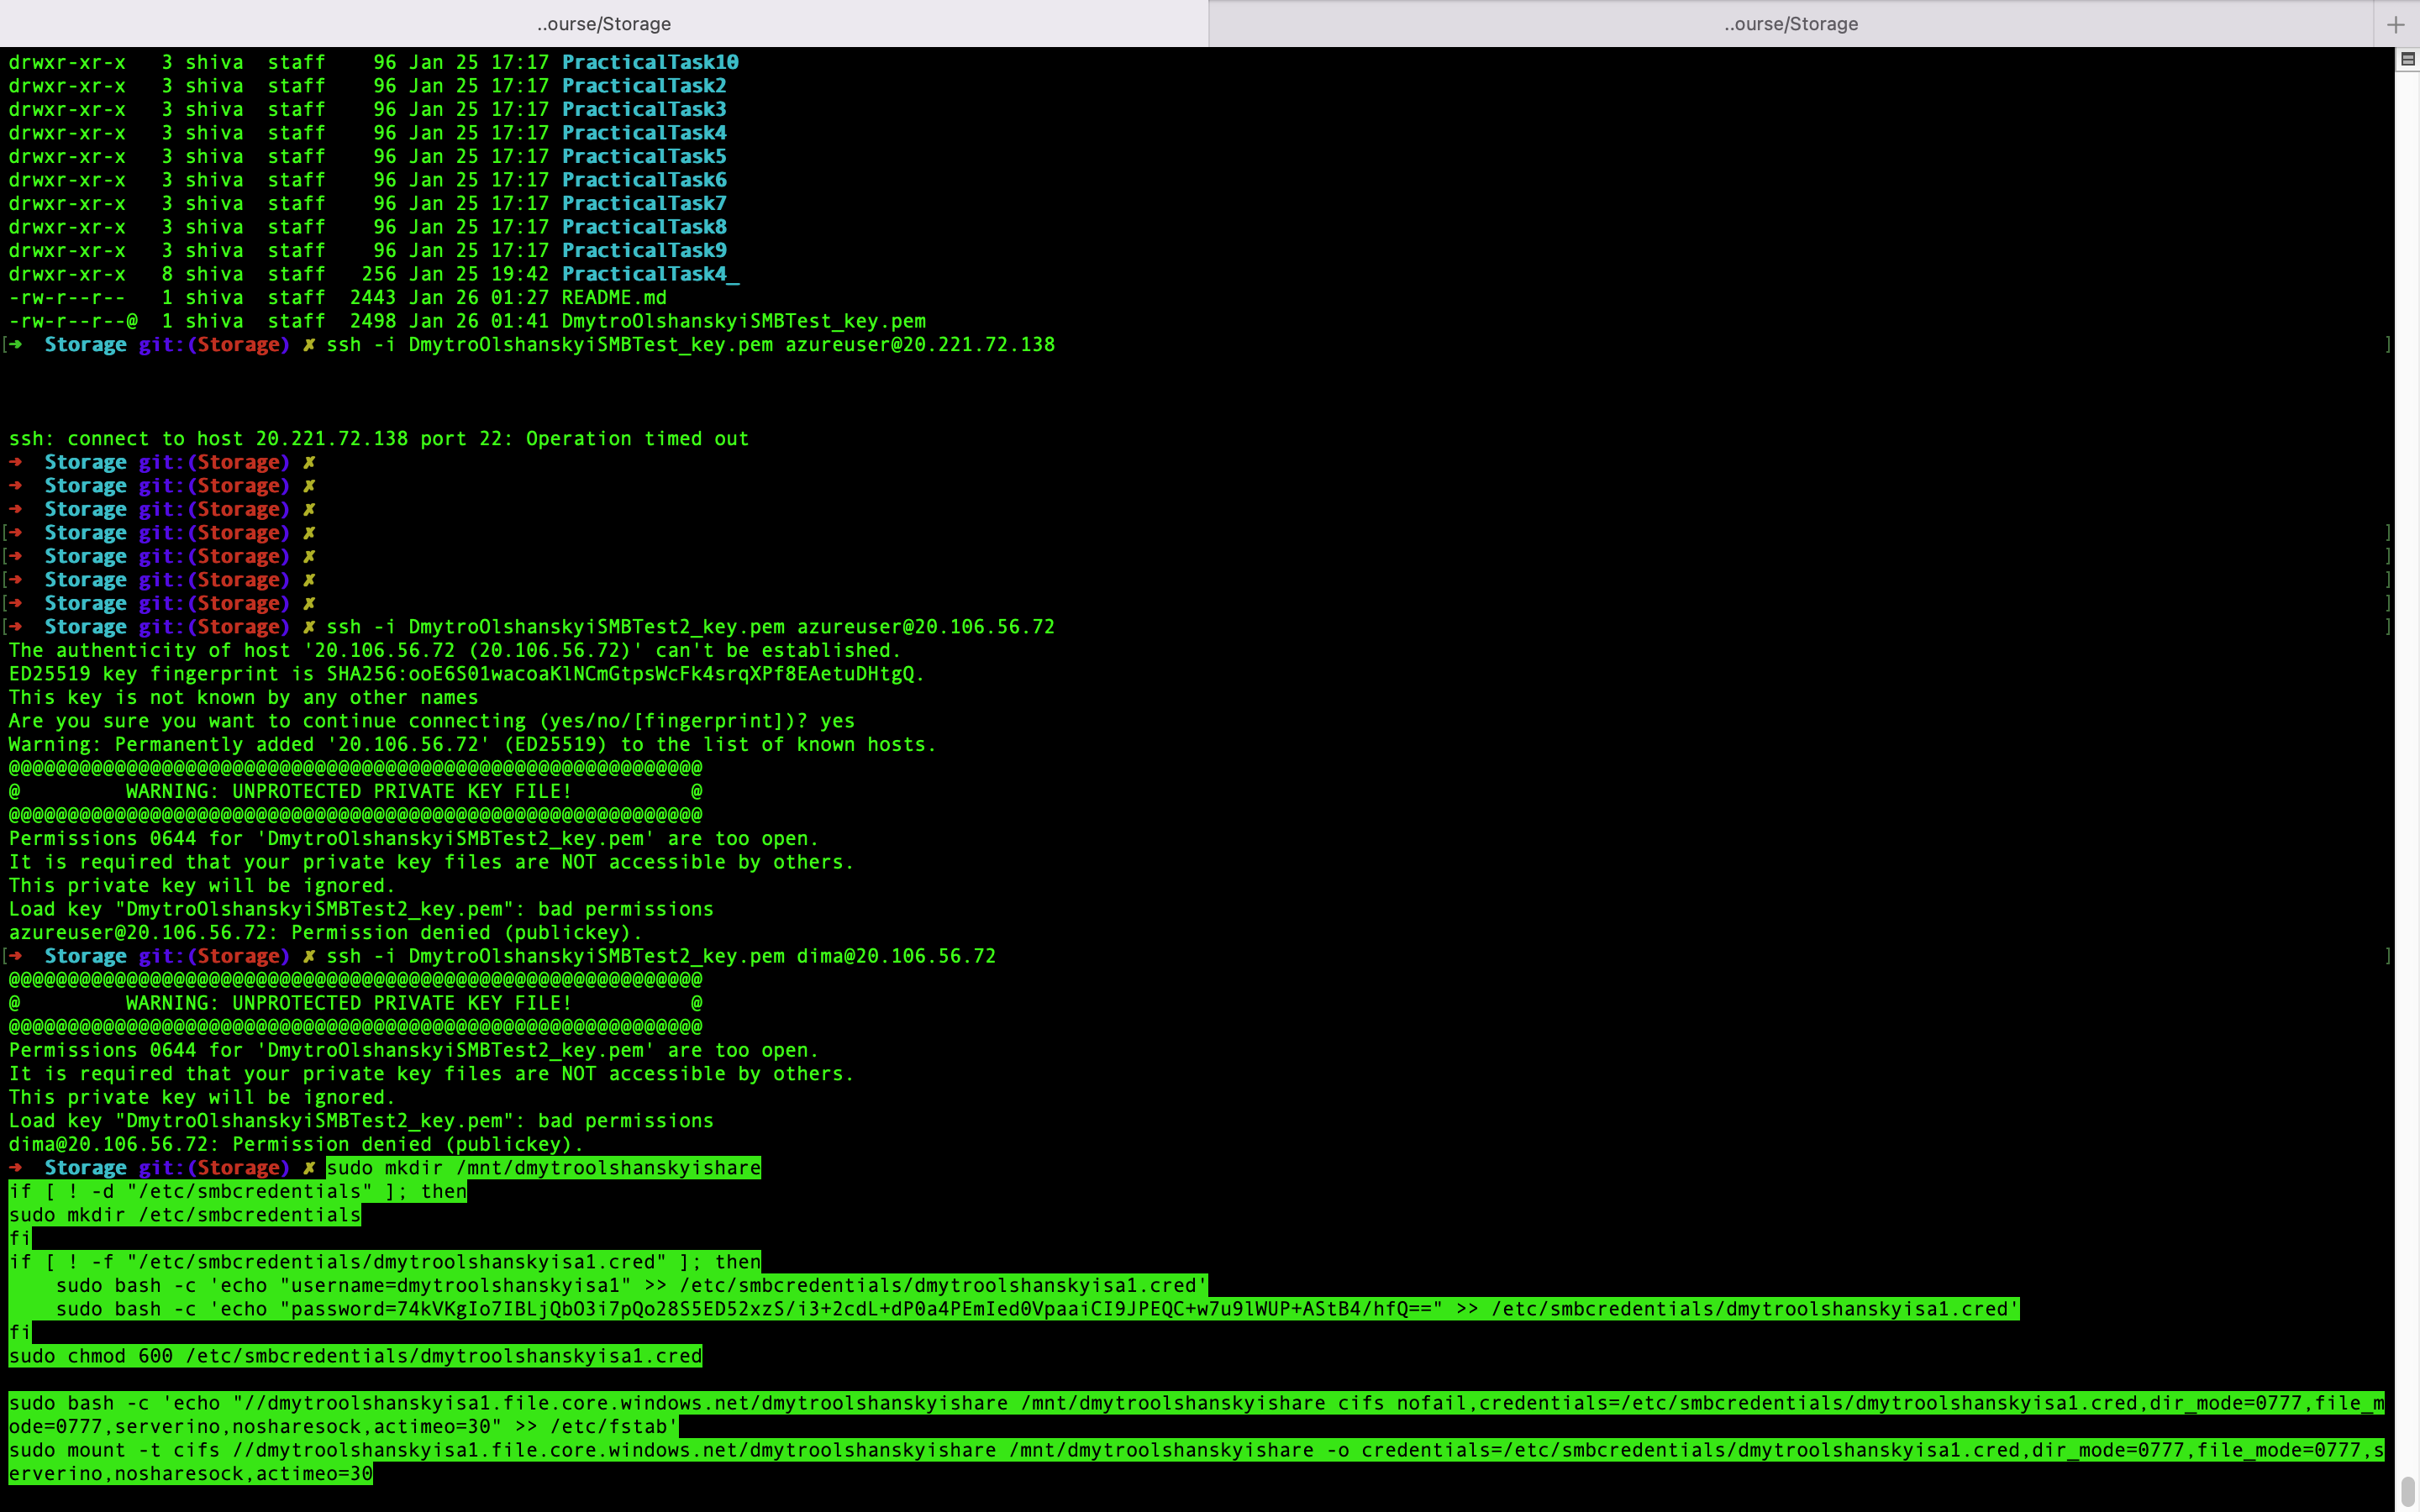 ..ourse/Storage
..ourse/Storage
drwxr-xr-x   3 shiva  staff    96 Jan 25 17:17 PracticalTask10
drwxr-xr-x   3 shiva  staff    96 Jan 25 17:17 PracticalTask2
drwxr-xr-x   3 shiva  staff    96 Jan 25 17:17 PracticalTask3
drwxr-xr-x   3 shiva  staff    96 Jan 25 17:17 PracticalTask4
drwxr-xr-x   3 shiva  staff    96 Jan 25 17:17 PracticalTask5
drwxr-xr-x   3 shiva  staff    96 Jan 25 17:17 PracticalTask6
drwxr-xr-x   3 shiva  staff    96 Jan 25 17:17 PracticalTask7
drwxr-xr-x   3 shiva  staff    96 Jan 25 17:17 PracticalTask8
drwxr-xr-x   3 shiva  staff    96 Jan 25 17:17 PracticalTask9
drwxr-xr-x   8 shiva  staff   256 Jan 25 19:42 PracticalTask4_
-rw-r--r--   1 shiva  staff  2443 Jan 26 01:27 README.md
-rw-r--r--@  1 shiva  staff  2498 Jan 26 01:41 DmytroOlshanskyiSMBTest_key.pem
[➜  Storage git:(Storage) ✗ ssh -i DmytroOlshanskyiSMBTest_key.pem azureuser@20.221.72.138 ]
ssh: connect to host 20.221.72.138 port 22: Operation timed out
➜  Storage git:(Storage) ✗
➜  Storage git:(Storage) ✗
➜  Storage git:(Storage) ✗
[➜  Storage git:(Storage) ✗ ]
[➜  Storage git:(Storage) ✗ ]
[➜  Storage git:(Storage) ✗ ]
[➜  Storage git:(Storage) ✗ ]
[➜  Storage git:(Storage) ✗ ssh -i DmytroOlshanskyiSMBTest2_key.pem azureuser@20.106.56.72 ]
The authenticity of host '20.106.56.72 (20.106.56.72)' can't be established.
ED25519 key fingerprint is SHA256:ooE6S01wacoaKlNCmGtpsWcFk4srqXPf8EAetuDHtgQ.
This key is not known by any other names
Are you sure you want to continue connecting (yes/no/[fingerprint])? yes
Warning: Permanently added '20.106.56.72' (ED25519) to the list of known hosts.
@@@@@@@@@@@@@@@@@@@@@@@@@@@@@@@@@@@@@@@@@@@@@@@@@@@@@@@@@@@
@         WARNING: UNPROTECTED PRIVATE KEY FILE!          @
@@@@@@@@@@@@@@@@@@@@@@@@@@@@@@@@@@@@@@@@@@@@@@@@@@@@@@@@@@@
Permissions 0644 for 'DmytroOlshanskyiSMBTest2_key.pem' are too open.
It is required that your private key files are NOT accessible by others.
This private key will be ignored.
Load key "DmytroOlshanskyiSMBTest2_key.pem": bad permissions
azureuser@20.106.56.72: Permission denied (publickey).
[➜  Storage git:(Storage) ✗ ssh -i DmytroOlshanskyiSMBTest2_key.pem dima@20.106.56.72 ]
@@@@@@@@@@@@@@@@@@@@@@@@@@@@@@@@@@@@@@@@@@@@@@@@@@@@@@@@@@@
@         WARNING: UNPROTECTED PRIVATE KEY FILE!          @
@@@@@@@@@@@@@@@@@@@@@@@@@@@@@@@@@@@@@@@@@@@@@@@@@@@@@@@@@@@
Permissions 0644 for 'DmytroOlshanskyiSMBTest2_key.pem' are too open.
It is required that your private key files are NOT accessible by others.
This private key will be ignored.
Load key "DmytroOlshanskyiSMBTest2_key.pem": bad permissions
dima@20.106.56.72: Permission denied (publickey).
➜  Storage git:(Storage) ✗ sudo mkdir /mnt/dmytroolshanskyishare
if [ ! -d "/etc/smbcredentials" ]; then
sudo mkdir /etc/smbcredentials
fi
if [ ! -f "/etc/smbcredentials/dmytroolshanskyisa1.cred" ]; then
    sudo bash -c 'echo "username=dmytroolshanskyisa1" >> /etc/smbcredentials/dmytroolshanskyisa1.cred'
    sudo bash -c 'echo "password=74kVKgIo7IBLjQbO3i7pQo28S5ED52xzS/i3+2cdL+dP0a4PEmIed0VpaaiCI9JPEQC+w7u9lWUP+AStB4/hfQ==" >> /etc/smbcredentials/dmytroolshanskyisa1.cred'
fi
sudo chmod 600 /etc/smbcredentials/dmytroolshanskyisa1.cred
sudo bash -c 'echo "//dmytroolshanskyisa1.file.core.windows.net/dmytroolshanskyishare /mnt/dmytroolshanskyishare cifs nofail,credentials=/etc/smbcredentials/dmytroolshanskyisa1.cred,dir_mode=0777,file_m
ode=0777,serverino,nosharesock,actimeo=30" >> /etc/fstab'
sudo mount -t cifs //dmytroolshanskyisa1.file.core.windows.net/dmytroolshanskyishare /mnt/dmytroolshanskyishare -o credentials=/etc/smbcredentials/dmytroolshanskyisa1.cred,dir_mode=0777,file_mode=0777,s
erverino,nosharesock,actimeo=30